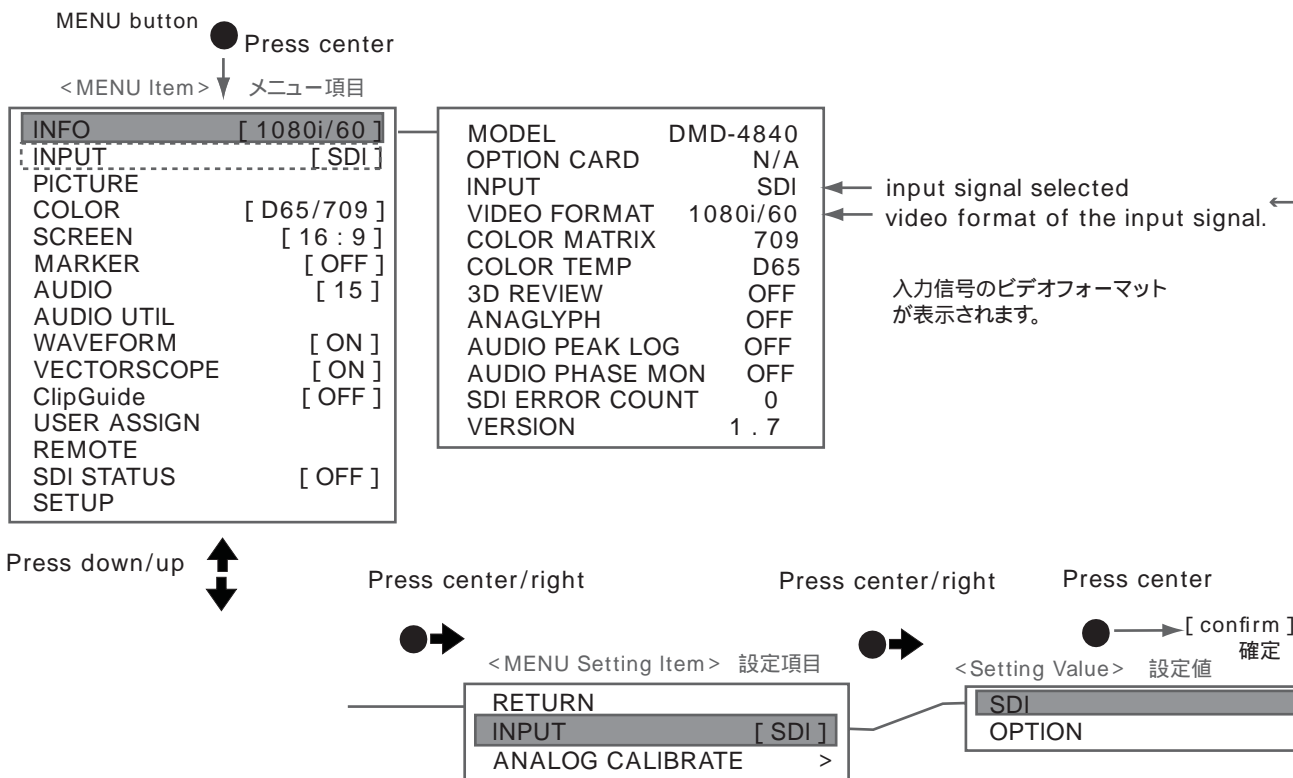 MENU button
Press center
<MENU Item> メニュー項目
INFO [ 1080i/60 ]
INPUT [ SDI ]
PICTURE
COLOR [ D65/709 ]
SCREEN [ 16 : 9 ]
MARKER [ OFF ]
AUDIO [ 15 ]
AUDIO UTIL
WAVEFORM [ ON ]
VECTORSCOPE [ ON ]
ClipGuide [ OFF ]
USER ASSIGN
REMOTE
SDI STATUS [ OFF ]
SETUP
MODEL DMD-4840
OPTION CARD N/A
INPUT SDI
VIDEO FORMAT 1080i/60
COLOR MATRIX 709
COLOR TEMP D65
3D REVIEW OFF
ANAGLYPH OFF
AUDIO PEAK LOG OFF
AUDIO PHASE MON OFF
SDI ERROR COUNT 0
VERSION 1 . 7
input signal selected
video format of the input signal.
入力信号のビデオフォーマット
が表示されます。
Press down/up
Press center/right
<MENU Setting Item> 設定項目
RETURN
INPUT [ SDI ]
ANALOG CALIBRATE >
Press center/right
Press center
[ confirm ]
確定
<Setting Value> 設定値
SDI
OPTION